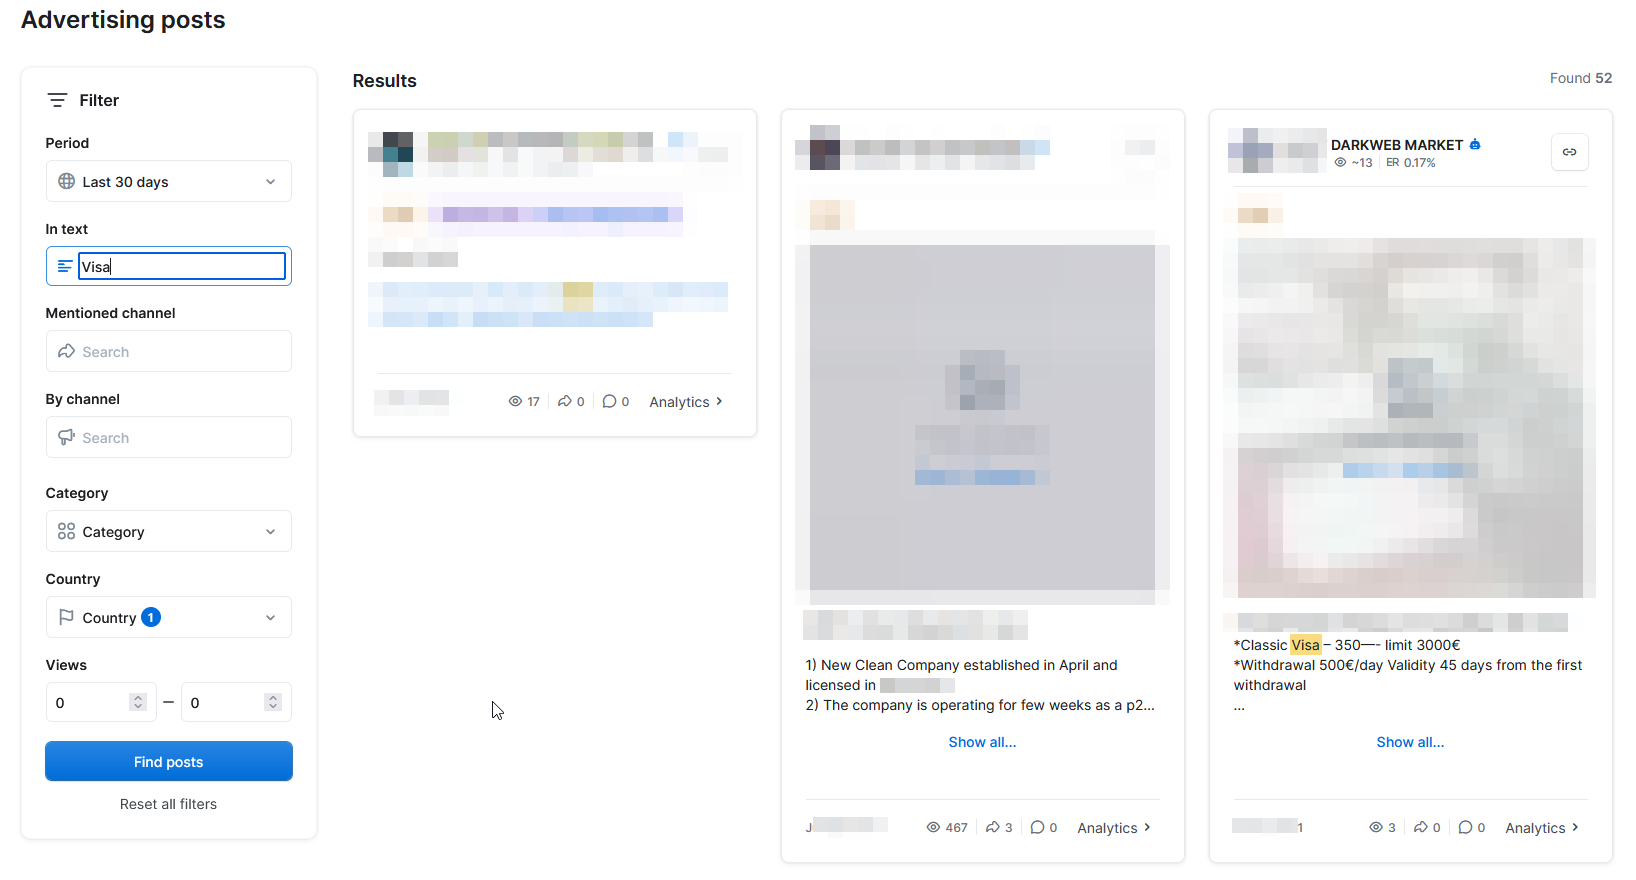 Advertising posts
Filter
Period
Last 30 days
In text
Visa
Mentioned channel
Search
By channel
Search
Category
Category
Country
Country 1
Views
0 – 0
Find posts
Reset all filters
Results
Found 52
17 0 0 Analytics >
1) New Clean Company established in April and
licensed in
2) The company is operating for few weeks as a p2...
Show all...
467 3 0 Analytics >
DARKWEB MARKET
~13 ER 0.17%
*Classic Visa – 350—- limit 3000€
*Withdrawal 500€/day Validity 45 days from the first
withdrawal
...
Show all...
1 3 0 0 Analytics >